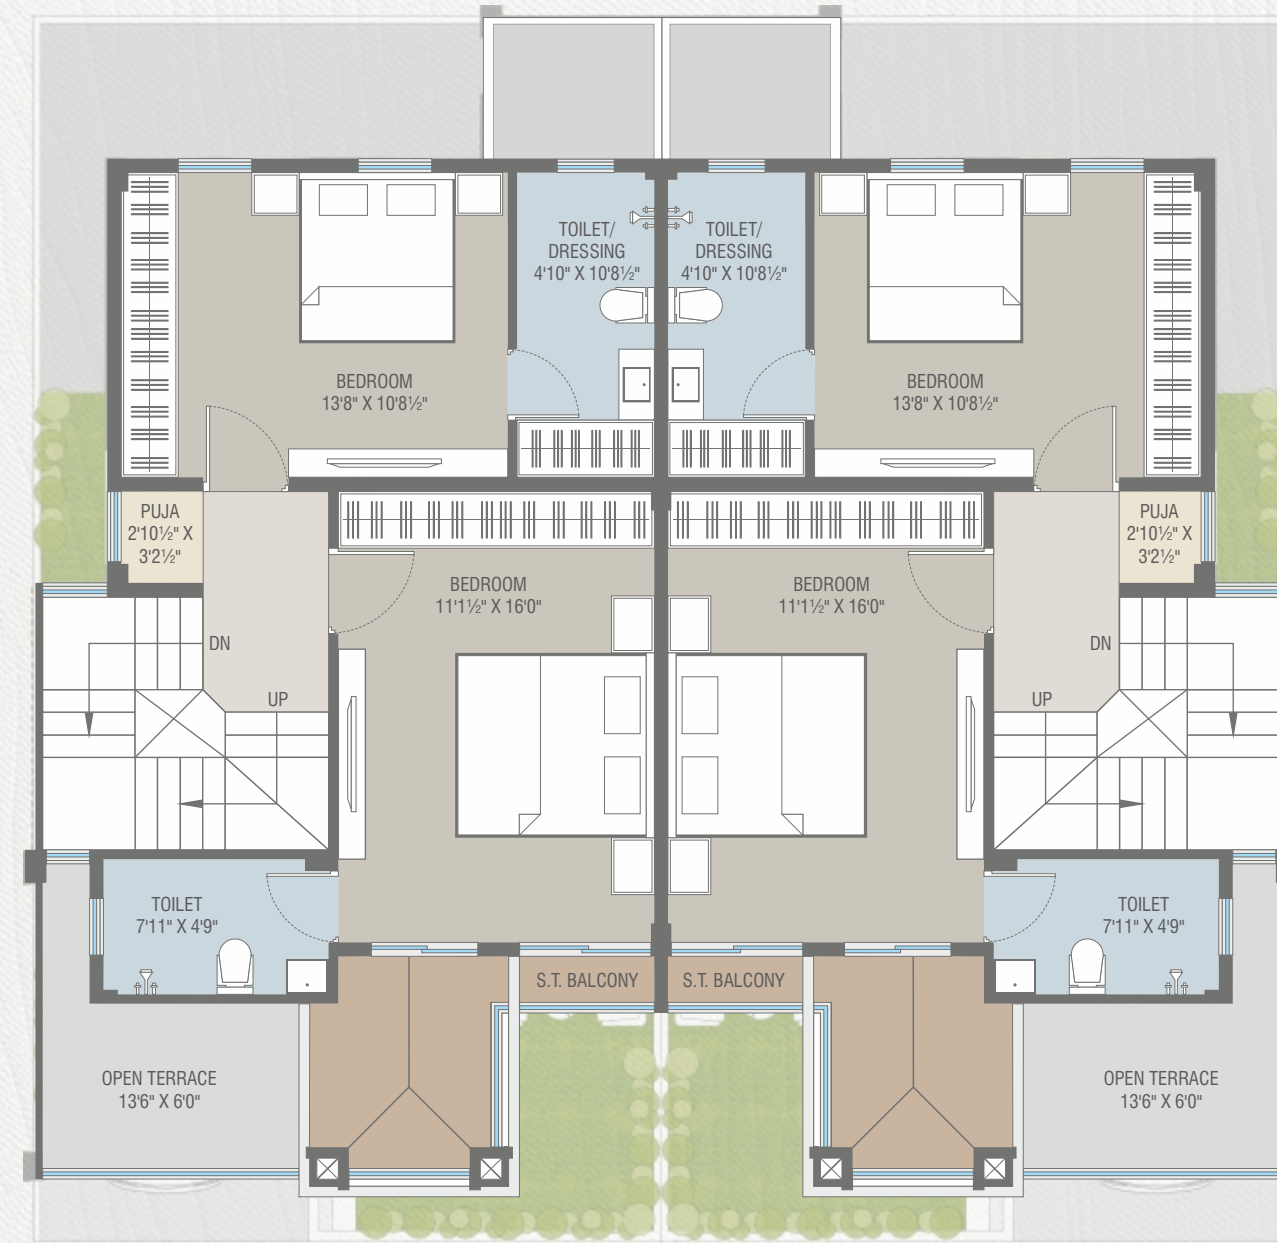 TOILET/
DRESSING
4'10" X 10'8½"
TOILET/
DRESSING
4'10" X 10'8½"
BEDROOM
13'8" X 10'8½"
BEDROOM
13'8" X 10'8½"
PUJA
2'10½" X
3'2½"
PUJA
2'10½" X
3'2½"
BEDROOM
11'1½" X 16'0"
BEDROOM
11'1½" X 16'0"
DN
DN
UP
UP
TOILET
7'11" X 4'9"
TOILET
7'11" X 4'9"
S.T. BALCONY
S.T. BALCONY
OPEN TERRACE
13'6" X 6'0"
OPEN TERRACE
13'6" X 6'0"